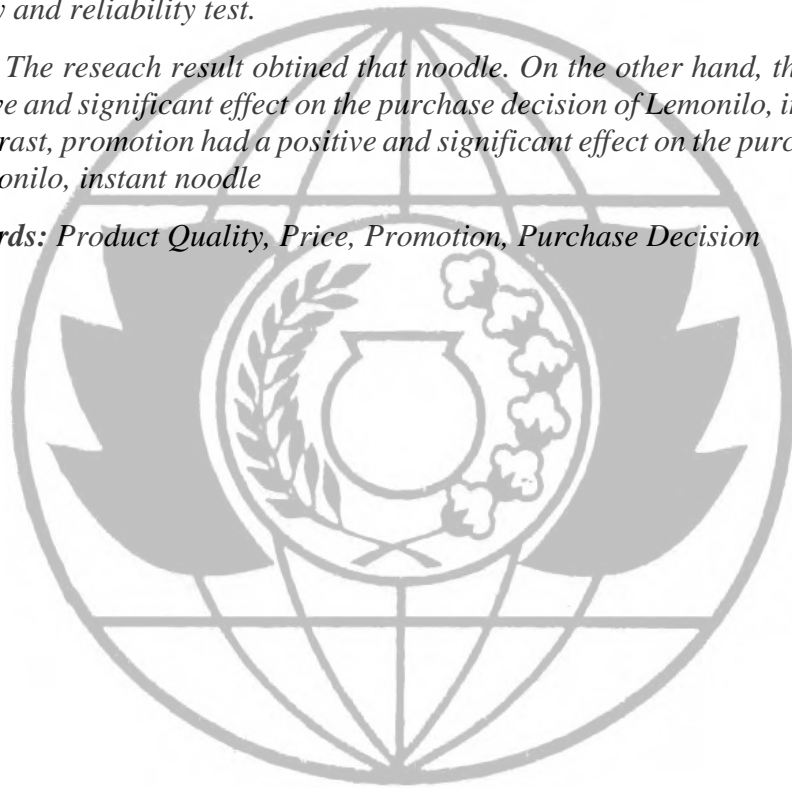 and reliability test.
The reseach result obtined that noodle. On the other hand, th
ve and significant effect on the purchase decision of Lemonilo, i
rast, promotion had a positive and significant effect on the purc
onilo, instant noodle
rds: Product Quality, Price, Promotion, Purchase Decision